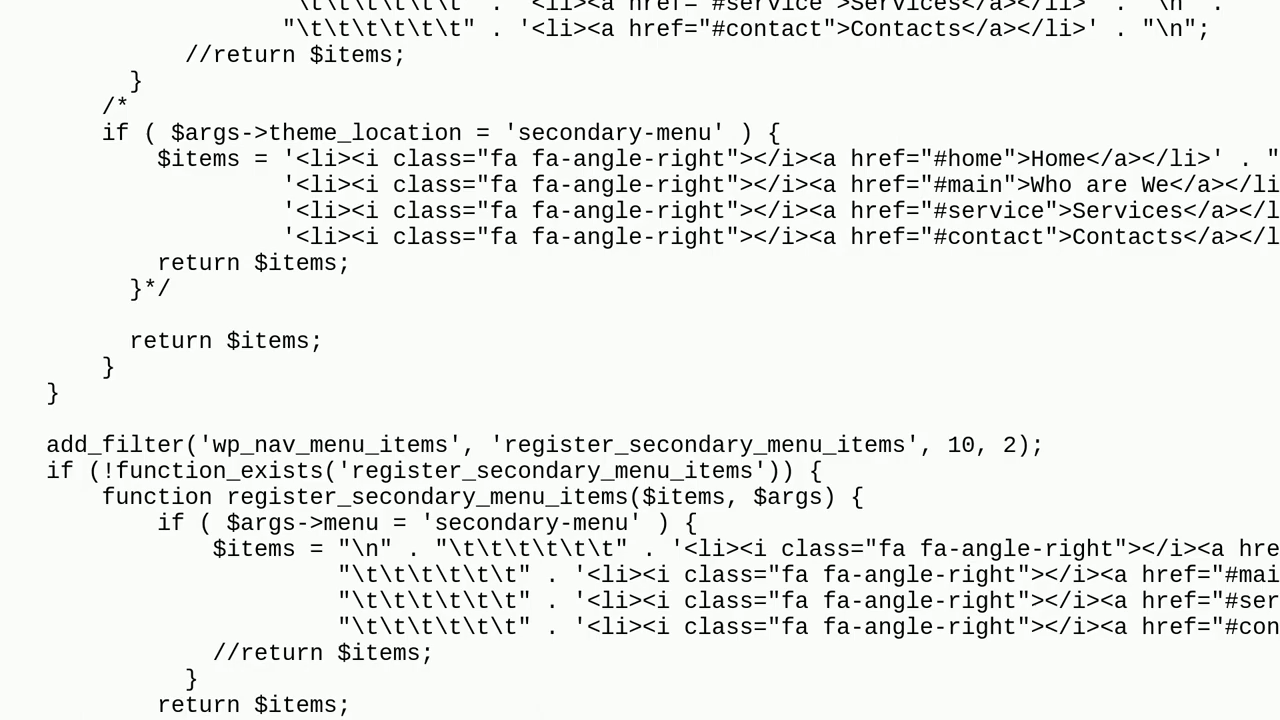 "\t\t\t\t\t\t" . '<li><a href="#service">Services</a></li>' . "\n" .
"\t\t\t\t\t\t" . '<li><a href="#contact">Contacts</a></li>' . "\n";
//return $items;
}
/*
if ( $args->theme_location = 'secondary-menu' ) {
$items = '<li><i class="fa fa-angle-right"></i><a href="#home">Home</a></li>' . "
'<li><i class="fa fa-angle-right"></i><a href="#main">Who are We</a></li
'<li><i class="fa fa-angle-right"></i><a href="#service">Services</a></l
'<li><i class="fa fa-angle-right"></i><a href="#contact">Contacts</a></l
return $items;
}*/
return $items;
}
}
add_filter('wp_nav_menu_items', 'register_secondary_menu_items', 10, 2);
if (!function_exists('register_secondary_menu_items')) {
function register_secondary_menu_items($items, $args) {
if ( $args->menu = 'secondary-menu' ) {
$items = "\n" . "\t\t\t\t\t\t" . '<li><i class="fa fa-angle-right"></i><a hre
"\t\t\t\t\t\t" . '<li><i class="fa fa-angle-right"></i><a href="#mai
"\t\t\t\t\t\t" . '<li><i class="fa fa-angle-right"></i><a href="#ser
"\t\t\t\t\t\t" . '<li><i class="fa fa-angle-right"></i><a href="#con
//return $items;
}
return $items;